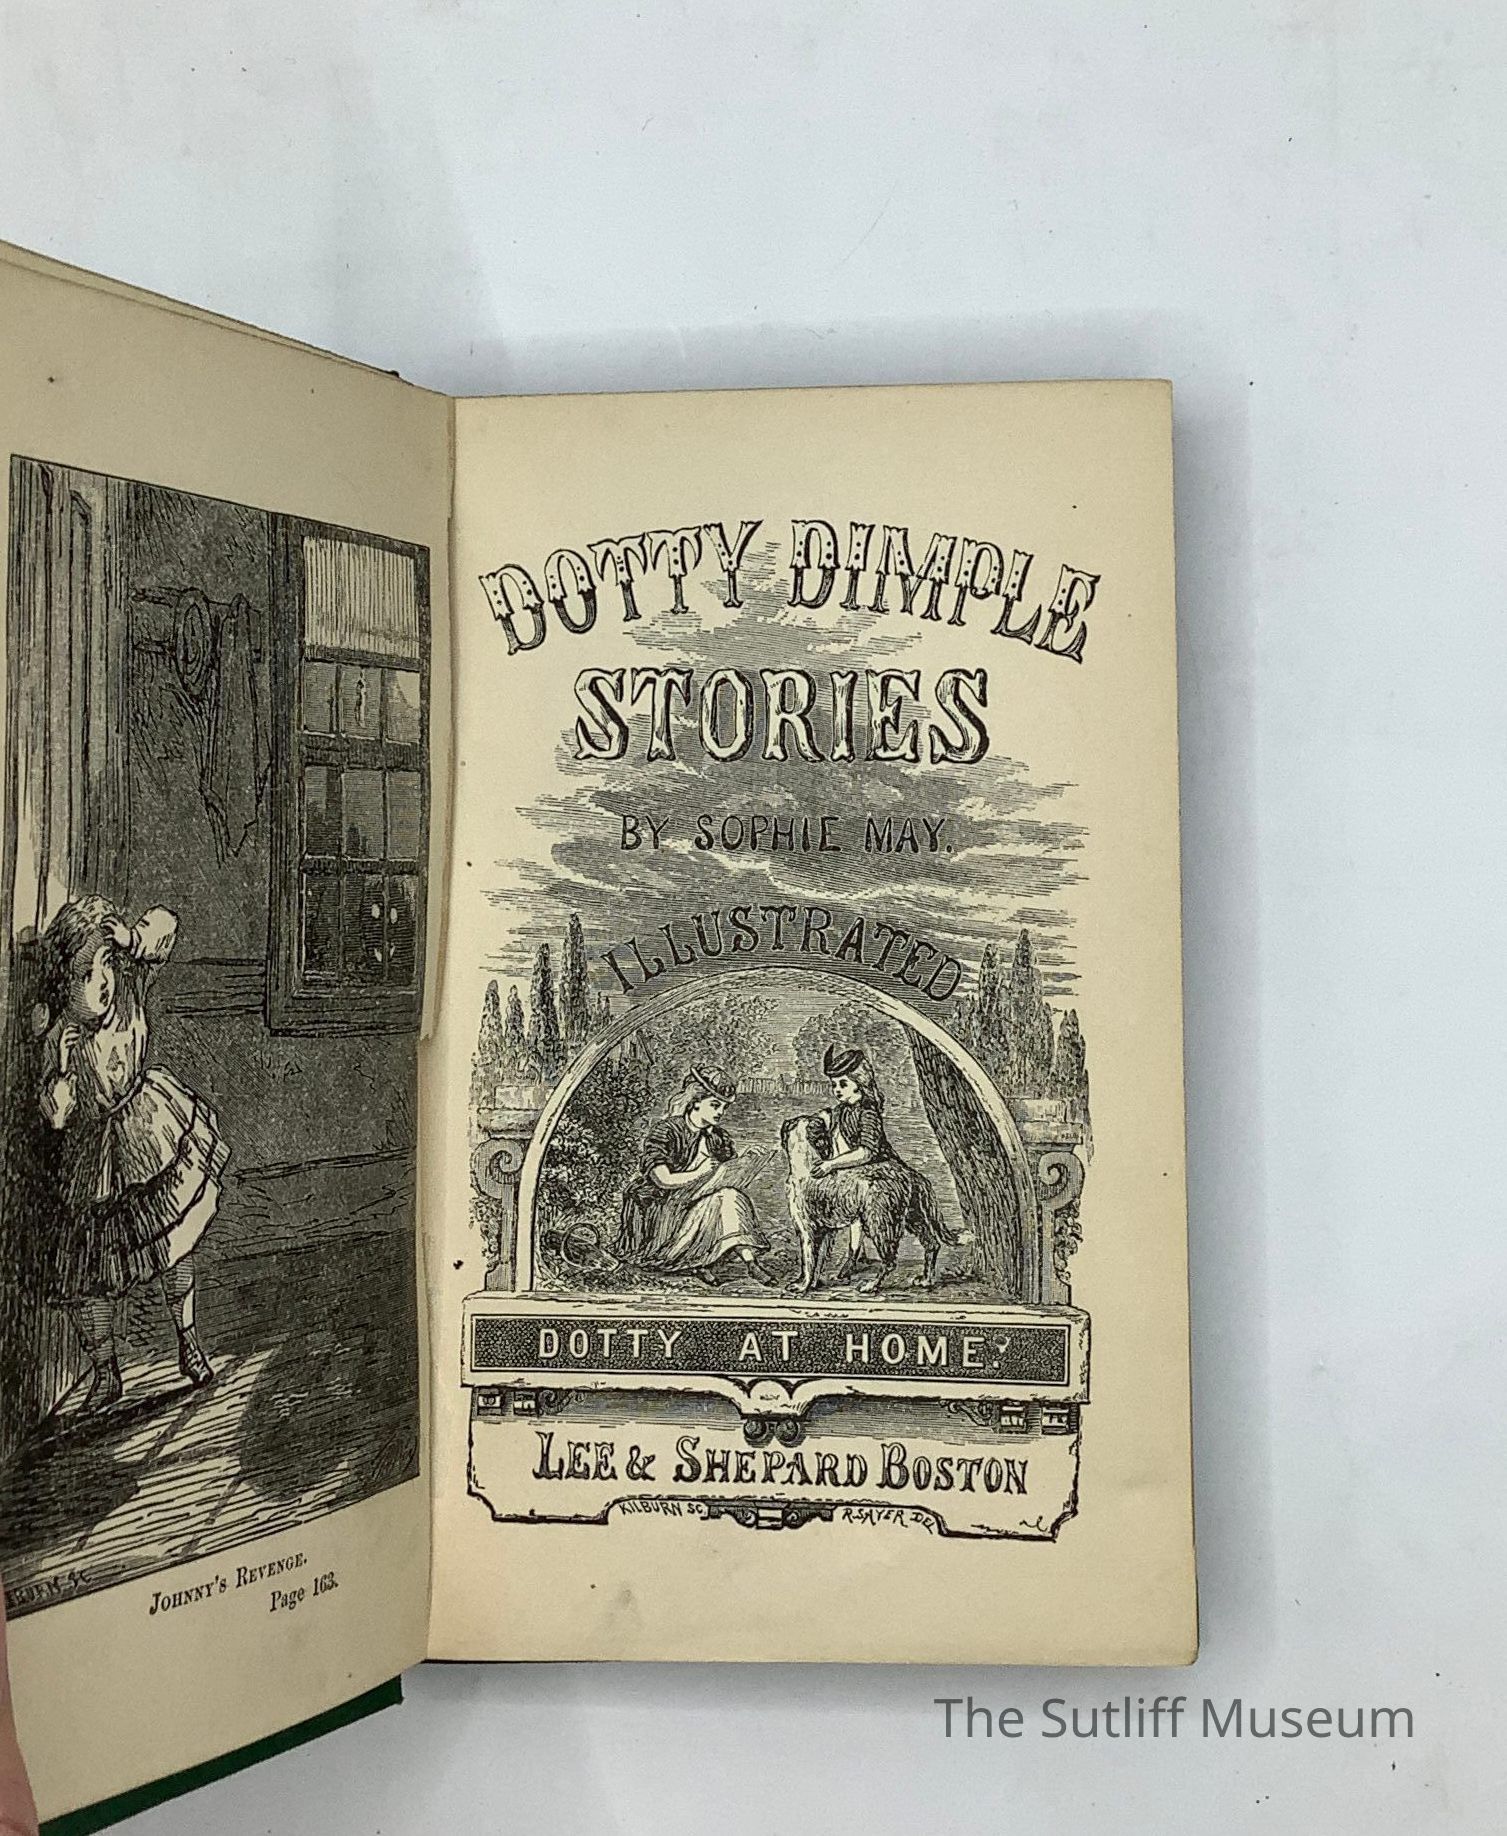 JOHNNY'S REVENGE.
Page 163.
DOTTY DIMPLE
STORIES
BY SOPHIE MAY.
ILLUSTRATED
DOTTY AT HOME.
LEE & SHEPARD BOSTON
KILBURN SC. R. SAYER DEL
The Sutliff Museum